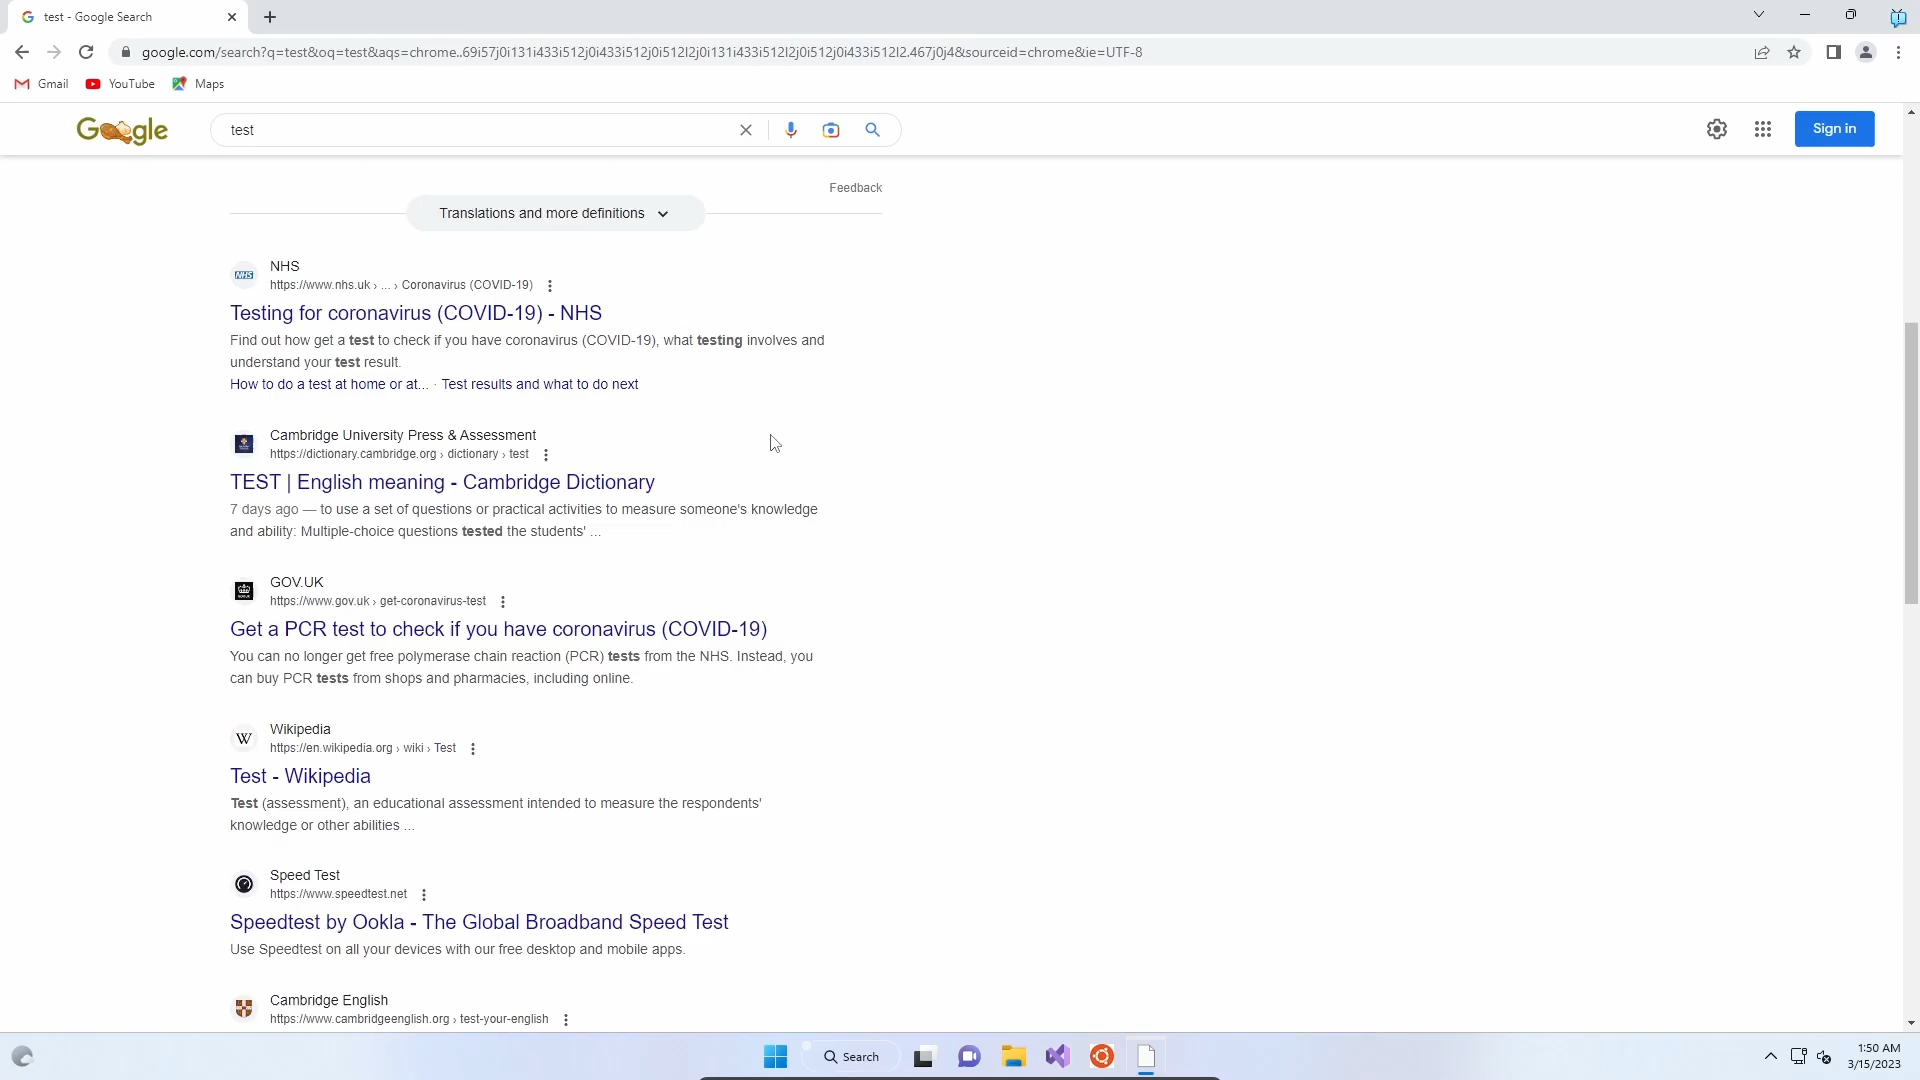 test - Google Search
google.com/search?q=test&oq=test&aqs=chrome..69i57j0i131i433i512j0i433i512j0i512l2j0i131i433i512l2j0i512j0i433i512l2.467j0j4&sourceid=chrome&ie=UTF-8
Gmail YouTube Maps
Google test Sign in
Feedback
Translations and more definitions
NHS
https://www.nhs.uk › ... › Coronavirus (COVID-19)
Testing for coronavirus (COVID-19) - NHS
Find out how get a test to check if you have coronavirus (COVID-19), what testing involves and
understand your test result.
How to do a test at home or at... · Test results and what to do next
Cambridge University Press & Assessment
https://dictionary.cambridge.org › dictionary › test
TEST | English meaning - Cambridge Dictionary
7 days ago — to use a set of questions or practical activities to measure someone's knowledge
and ability: Multiple-choice questions tested the students' ...
GOV.UK
https://www.gov.uk › get-coronavirus-test
Get a PCR test to check if you have coronavirus (COVID-19)
You can no longer get free polymerase chain reaction (PCR) tests from the NHS. Instead, you
can buy PCR tests from shops and pharmacies, including online.
W Wikipedia
https://en.wikipedia.org › wiki › Test
Test - Wikipedia
Test (assessment), an educational assessment intended to measure the respondents'
knowledge or other abilities ...
Speed Test
https://www.speedtest.net
Speedtest by Ookla - The Global Broadband Speed Test
Use Speedtest on all your devices with our free desktop and mobile apps.
Cambridge English
https://www.cambridgeenglish.org › test-your-english
Search
1:50 AM
3/15/2023